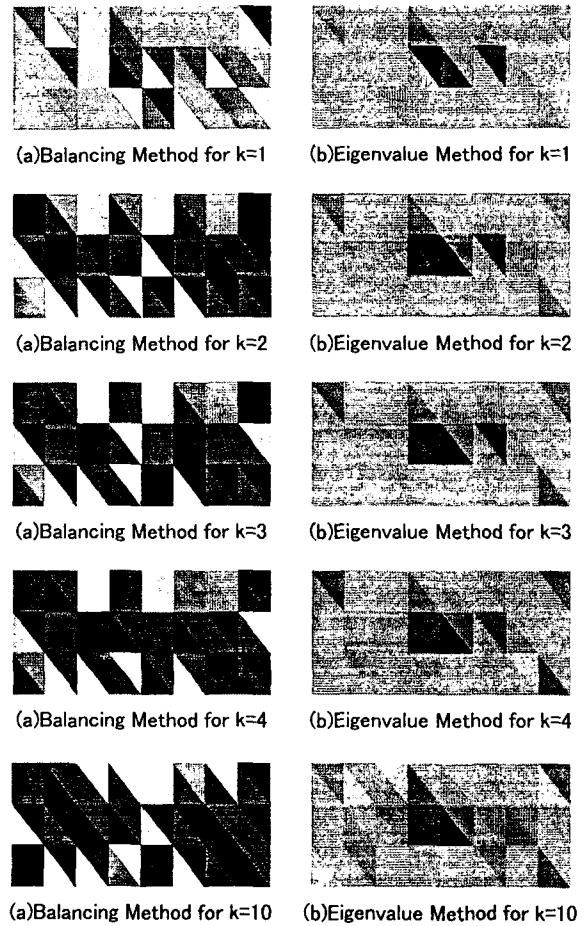 (a)Balancing Method for k=1
(b)Eigenvalue Method for k=1
(a)Balancing Method for k=2
(b)Eigenvalue Method for k=2
(a)Balancing Method for k=3
(b)Eigenvalue Method for k=3
(a)Balancing Method for k=4
(b)Eigenvalue Method for k=4
(a)Balancing Method for k=10
(b)Eigenvalue Method for k=10